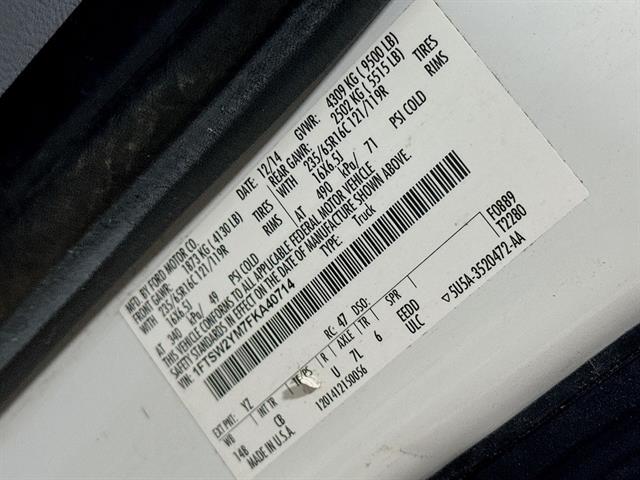 MFD. BY FORD MOTOR CO.
DATE: 12/14
GVWR: 4309 KG ( 9500 LB)
FRONT GAWR: 1873 KG ( 4130 LB)
REAR GAWR: 2502 KG ( 5515 LB)
WITH 235/65R16C 121/119R TIRES
WITH 235/65R16C 121/119R TIRES
16X6.5J RIMS
16X6.5J RIMS
AT 340 kPa/ 49 PSI COLD
AT 490 kPa/ 71 PSI COLD
THIS VEHICLE CONFORMS TO ALL APPLICABLE FEDERAL MOTOR VEHICLE
SAFETY STANDARDS IN EFFECT ON THE DATE OF MANUFACTURE SHOWN ABOVE.
VIN: 1FTSW2YM7FKA40714
Truck
F0889
T2280
EXT PNT: YZ RC: 47 DSO:
WB INT TR TP/PS R AXLE TR SPR
148 CB U 7L 6 EEDD
MADE IN U.S.A. ULC
1201412150056
▽5U5A-3520472-AA